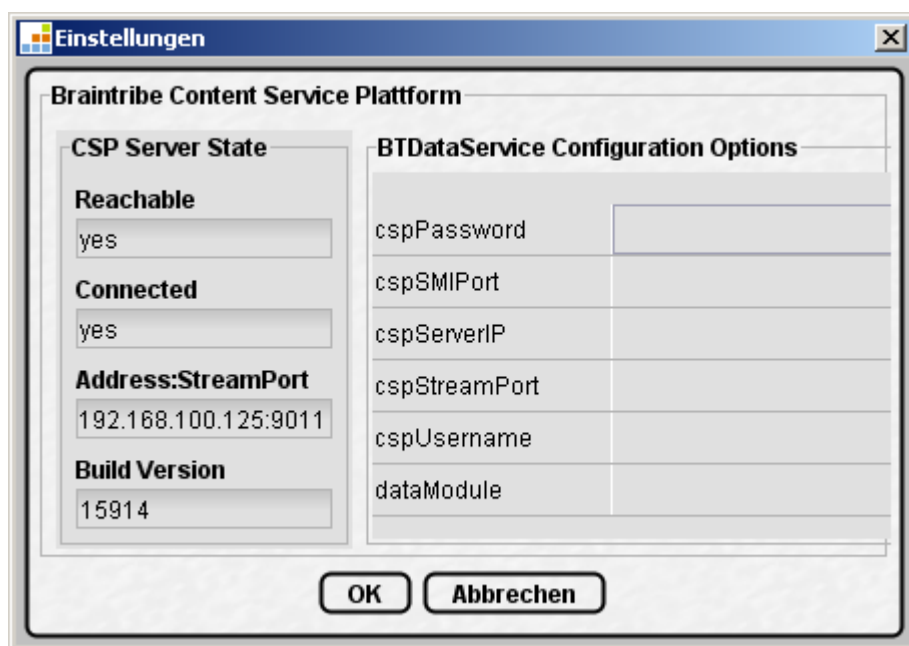 Einstellungen
Braintribe Content Service Plattform
CSP Server State
Reachable
yes
Connected
yes
Address:StreamPort
192.168.100.125:9011
Build Version
15914
BTDataService Configuration Options
cspPassword
cspSMIPort
cspServerIP
cspStreamPort
cspUsername
dataModule
OK
Abbrechen